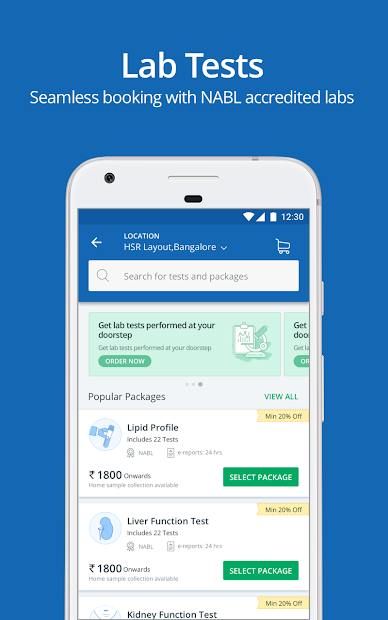 Lab Tests
Seamless booking with NABL accredited labs
12:30
LOCATION
HSR Layout,Bangalore
Search for tests and packages
Get lab tests performed at your
doorstep
Get lab tests performed at your doorstep
ORDER NOW
Get lab
doo
Get la
OR
Popular Packages
VIEW ALL
Min 20% Off
Lipid Profile
Includes 22 Tests
NABL
e-reports: 24 hrs
₹ 1800 Onwards
Home sample collection available
SELECT PACKAGE
Min 20% Off
Liver Function Test
Includes 22 Tests
NABL
e-reports: 24 hrs
₹ 1800 Onwards
Home sample collection available
SELECT PACKAGE
Min 20% Off
Kidney Function Test